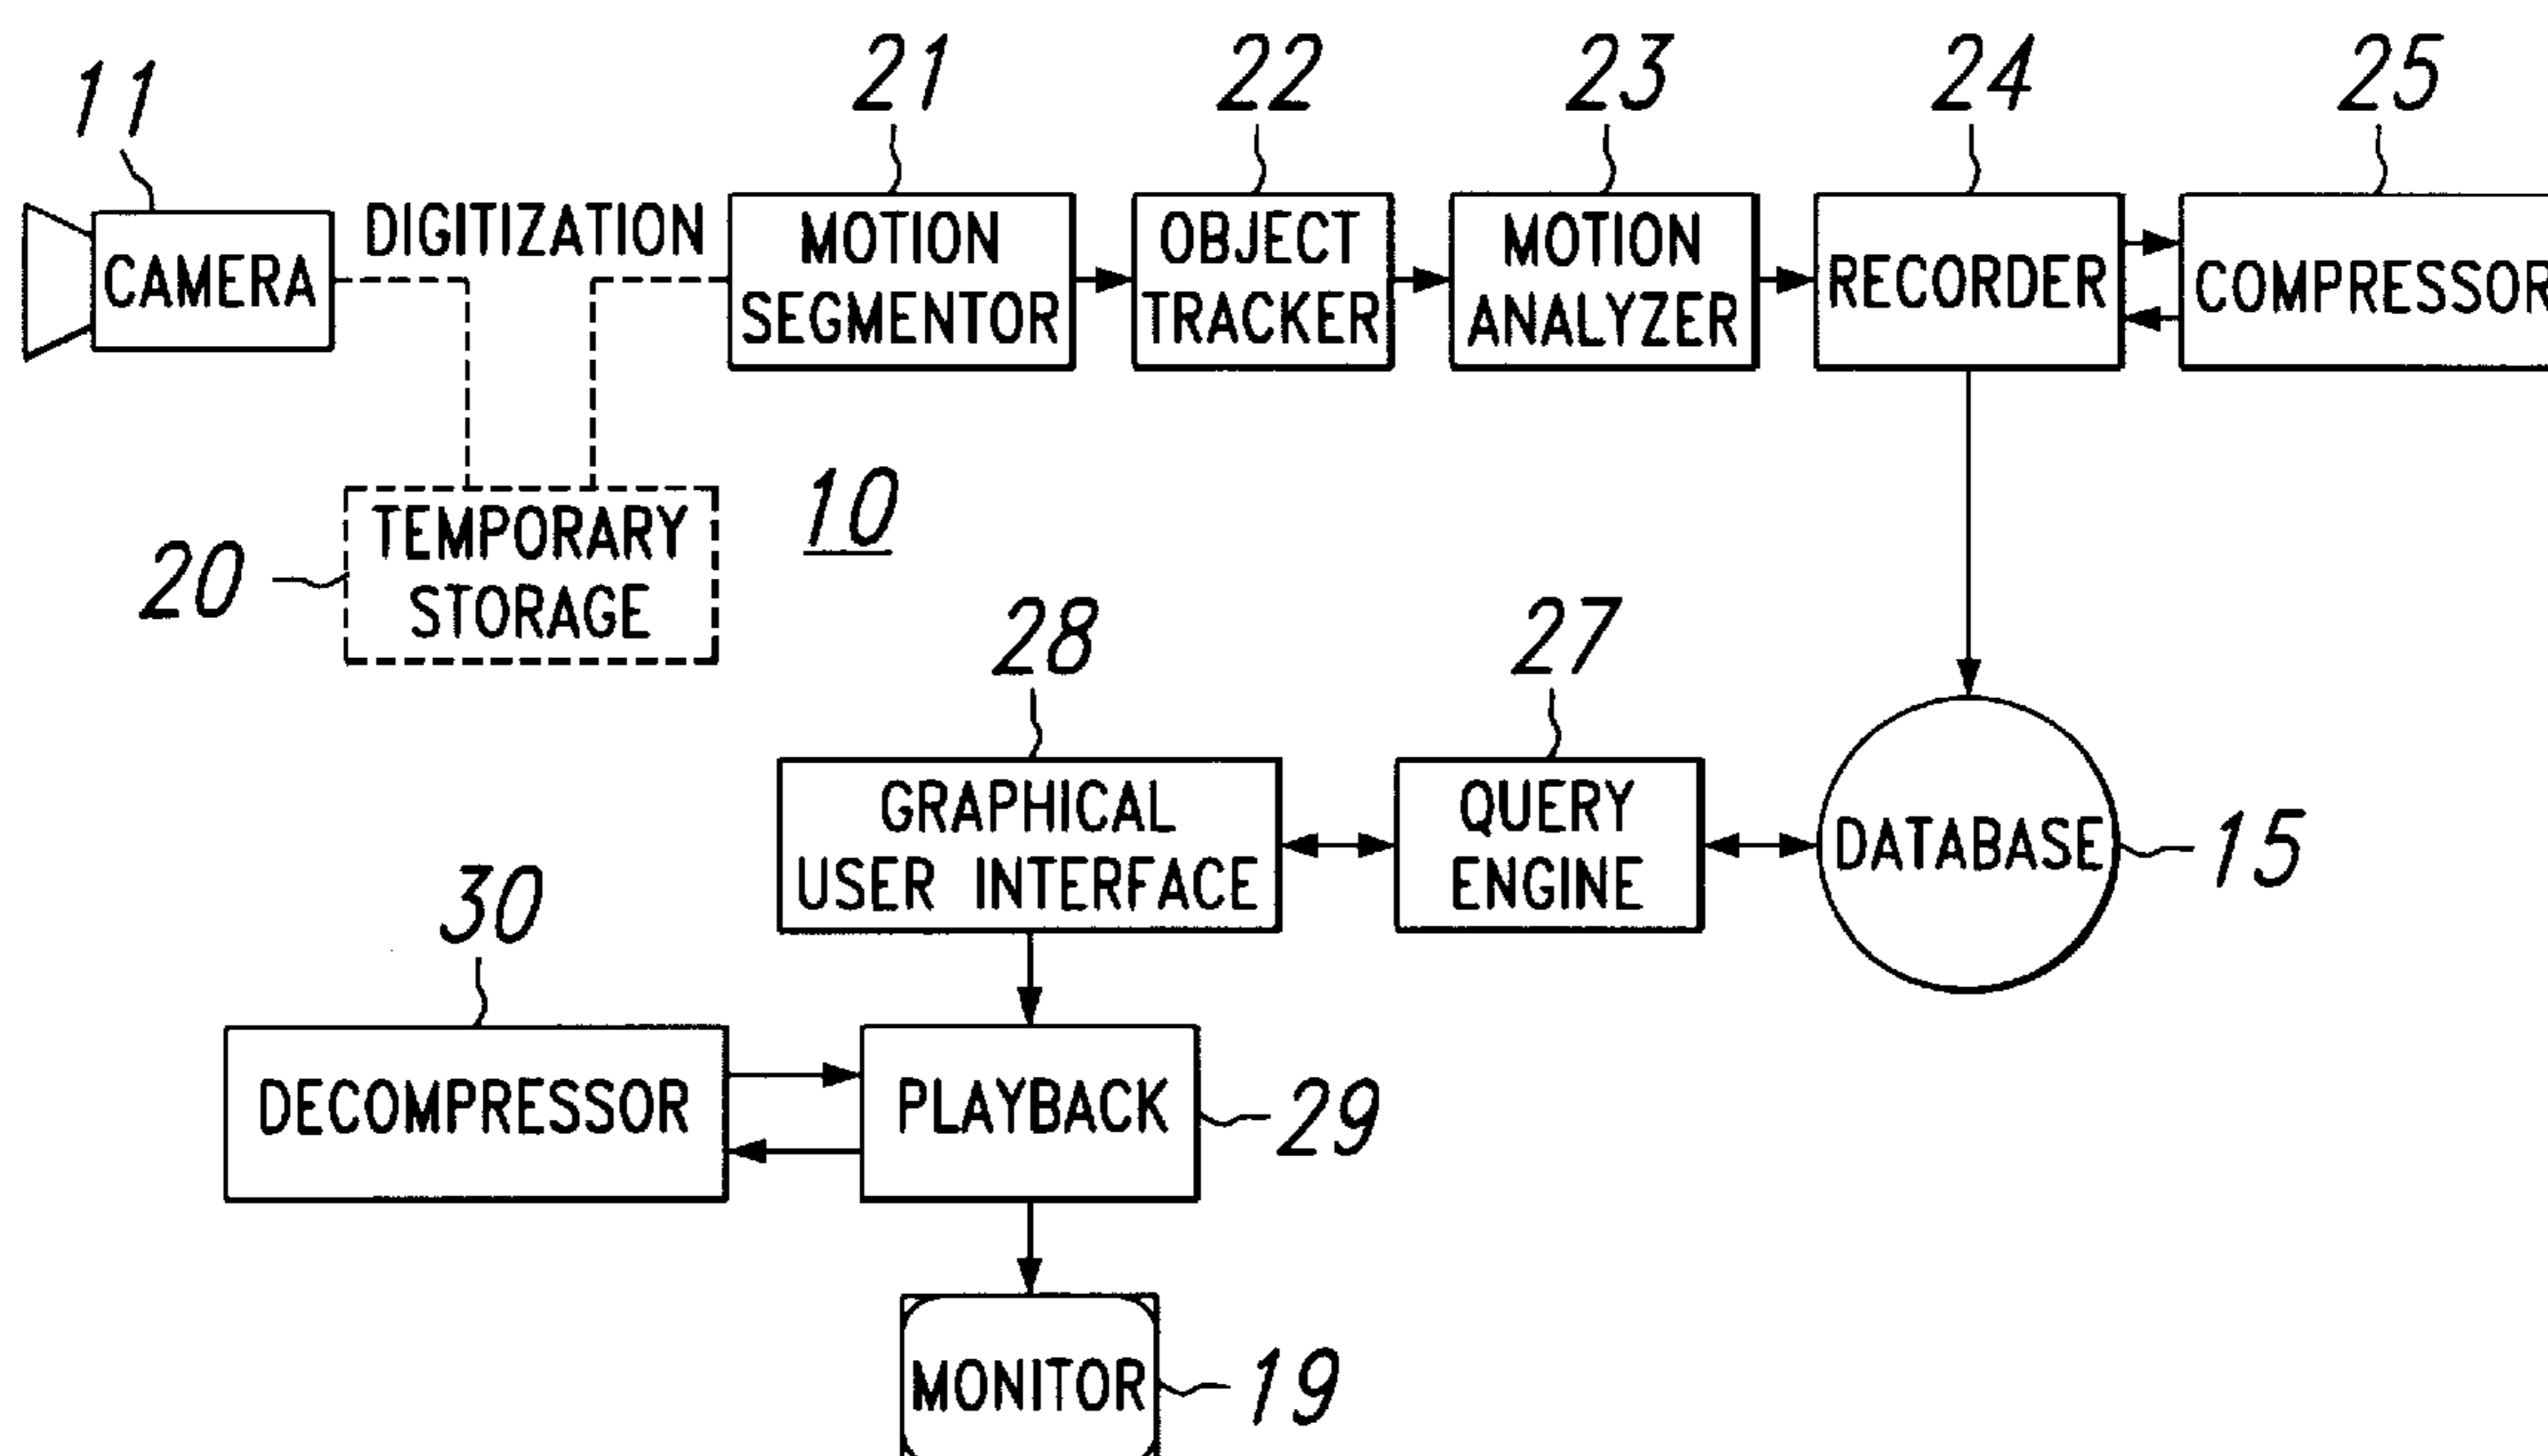 11
21
22
23
24
25
CAMERA
DIGITIZATION
MOTION
SEGMENTOR
OBJECT
TRACKER
MOTION
ANALYZER
RECORDER
COMPRESSOR
20
TEMPORARY
STORAGE
10
28
27
GRAPHICAL
USER INTERFACE
QUERY
ENGINE
DATABASE
15
30
DECOMPRESSOR
PLAYBACK
29
MONITOR
19